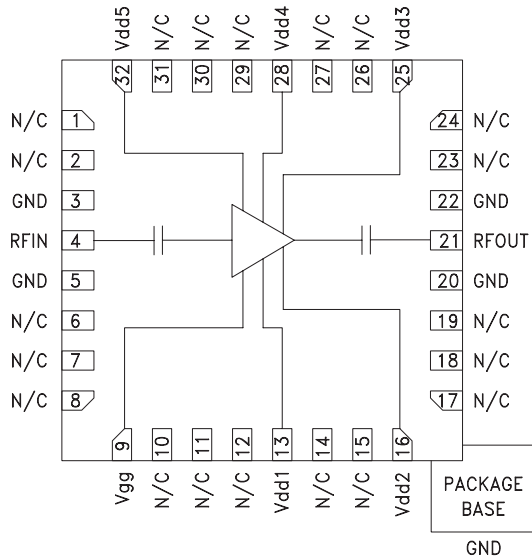 Vdd5 N/C N/C N/C Vdd4 N/C N/C Vdd3
32 31 30 29 28 27 26 25
N/C 1
N/C 2
GND 3
RFIN 4
GND 5
N/C 6
N/C 7
N/C 8
24 N/C
23 N/C
22 GND
21 RFOUT
20 GND
19 N/C
18 N/C
17 N/C
9 10 11 12 13 14 15 16
Vgg N/C N/C N/C Vdd1 N/C N/C Vdd2
PACKAGE
BASE
GND